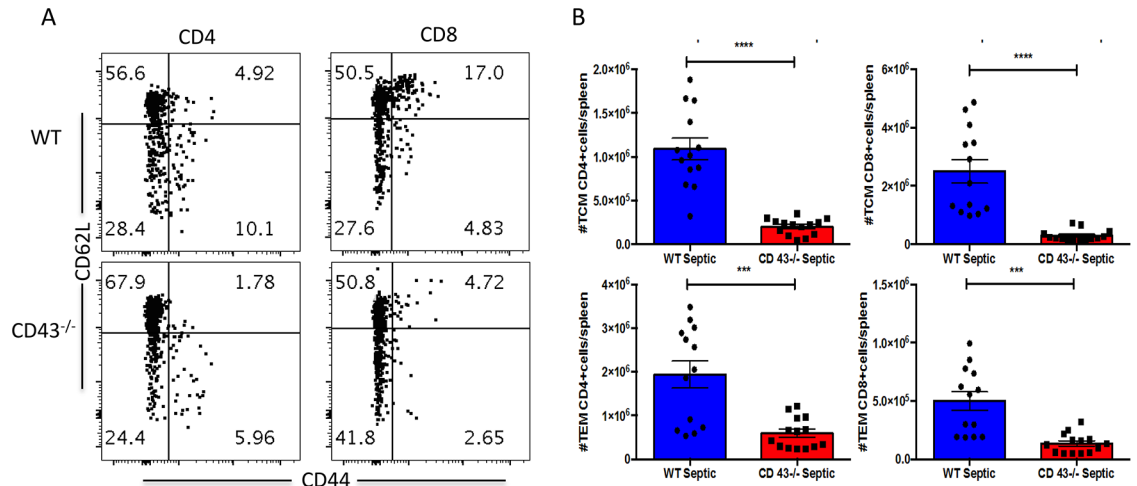 A
CD4
CD8
WT
CD43-/-
CD62L
CD44
56.6
4.92
28.4
10.1
50.5
17.0
27.6
4.83
67.9
1.78
24.4
5.96
50.8
4.72
41.8
2.65
B
****
#TCM CD4+cells/spleen
2.0×10⁶
1.5×10⁶
1.0×10⁶
5.0×10⁵
0.0
WT Septic
CD 43-/- Septic
****
#TCM CD8+cells/spleen
6×10⁶
4×10⁶
2×10⁶
0
WT Septic
CD 43-/- Septic
***
#TEM CD4+cells/spleen
4×10⁶
3×10⁶
2×10⁶
1×10⁶
0
WT Septic
CD 43-/- Septic
***
#TEM CD8+cells/spleen
1.5×10⁶
1.0×10⁶
5.0×10⁵
0.0
WT Septic
CD 43-/- Septic